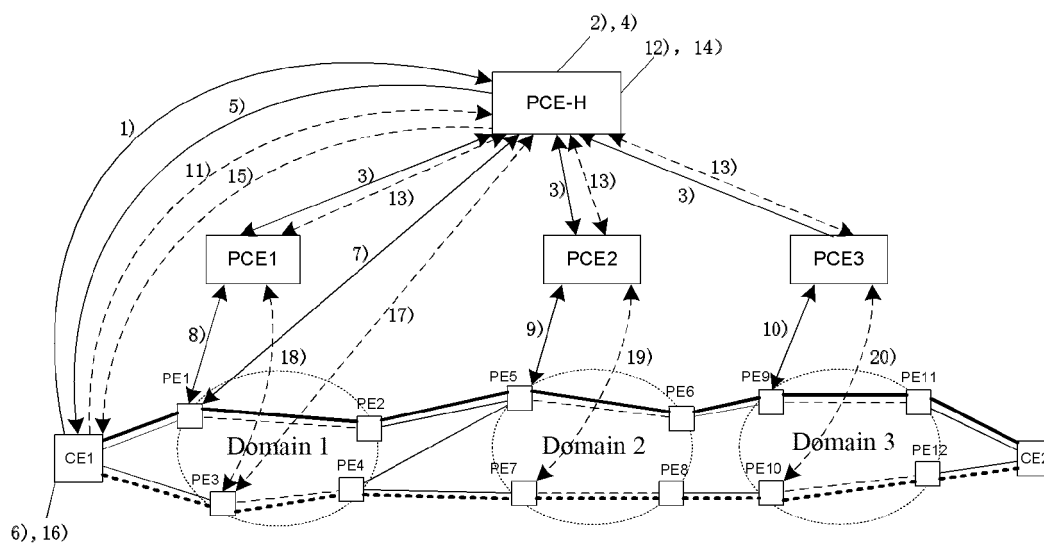 2), 4)
12), 14)
PCE-H
1)
5)
11)
15)
3)
13)
3)
13)
13)
3)
7)
PCE1
PCE2
PCE3
17)
8)
9)
10)
18)
19)
20)
PE1
PE2
PE5
PE6
PE9
PE11
CE1
Domain 1
Domain 2
Domain 3
CE2
PE3
PE4
PE7
PE8
PE10
PE12
6), 16)